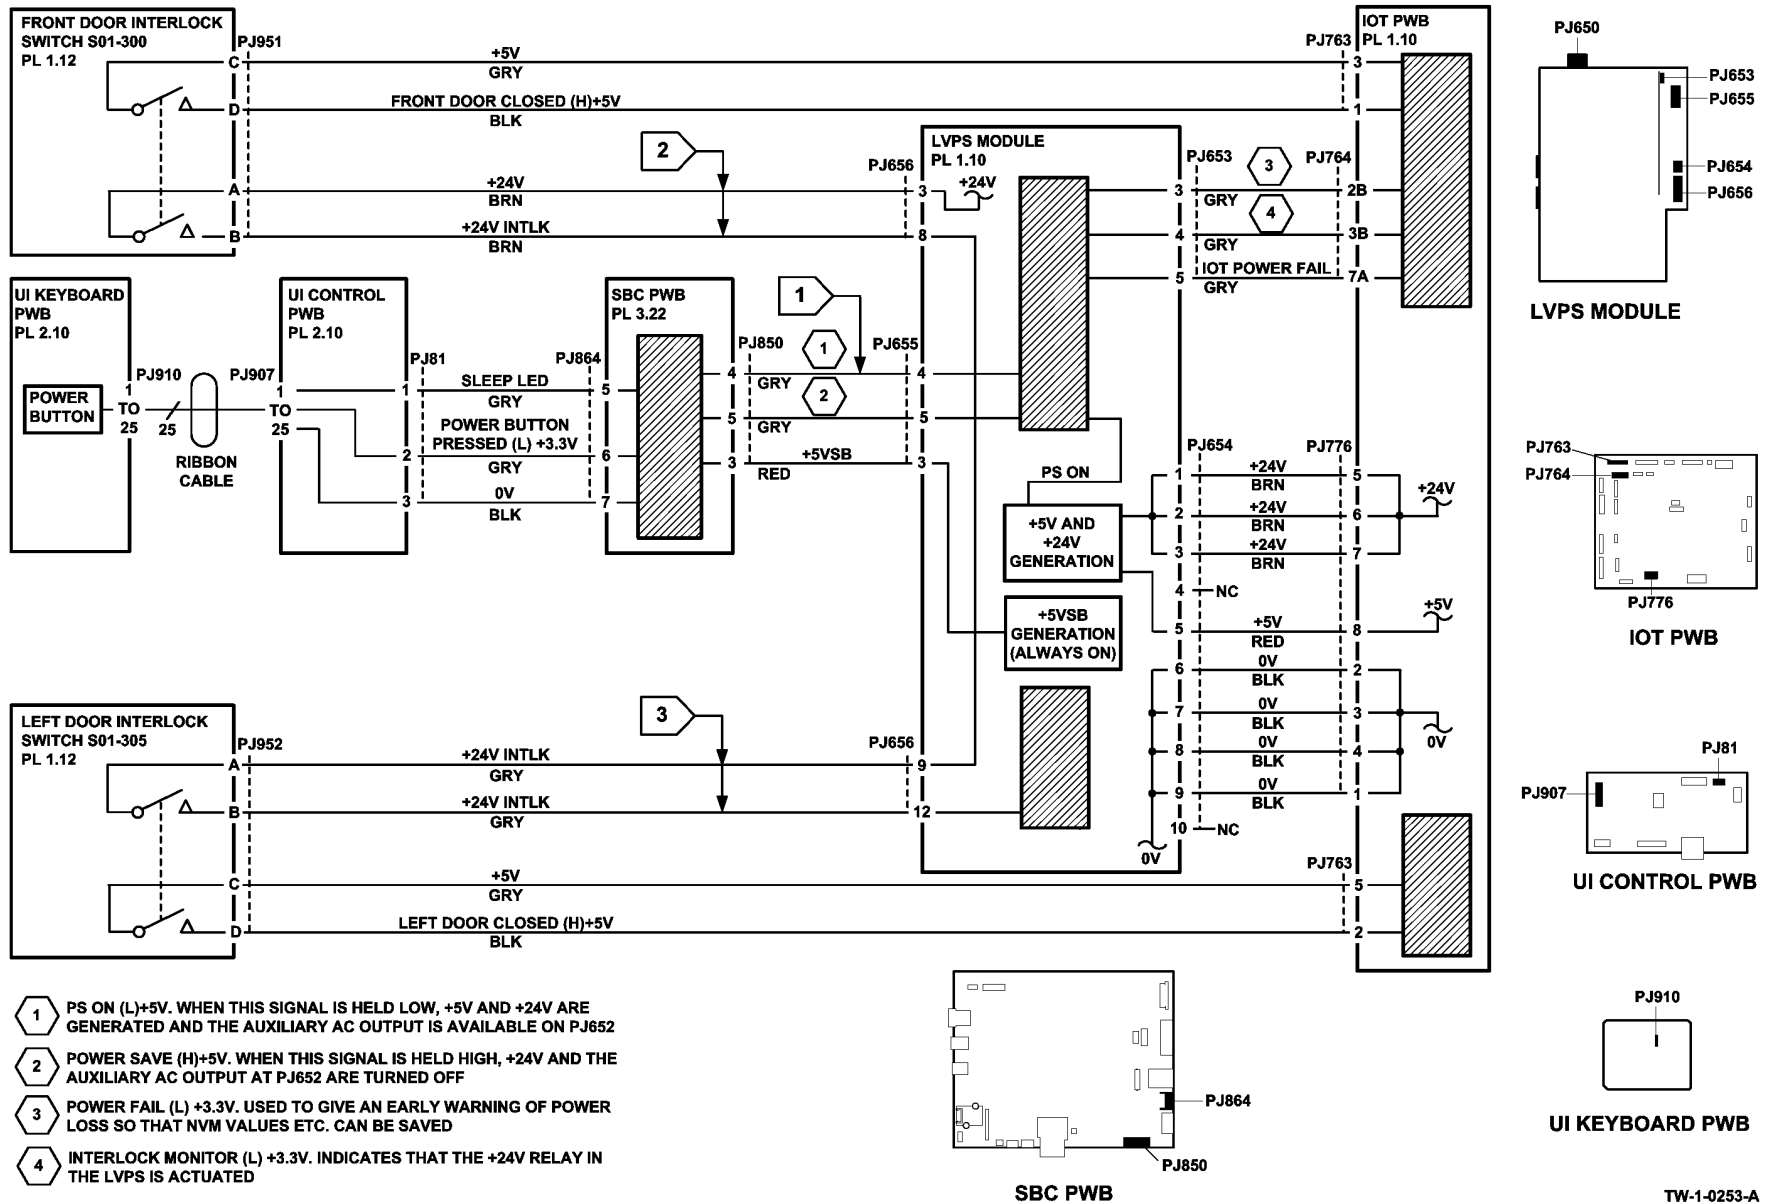 FRONT DOOR INTERLOCK
SWITCH S01-300
PL 1.12
PJ951
C
D
A
B
+5V
GRY
FRONT DOOR CLOSED (H)+5V
BLK
2
+24V
BRN
+24V INTLK
BRN
PJ656
3
8
+24V
LVPS MODULE
PL 1.10
PJ763
3
1
IOT PWB
PL 1.10
PJ653
3
4
5
3
GRY
4
GRY
IOT POWER FAIL
GRY
PJ764
2B
3B
7A
UI KEYBOARD
PWB
PL 2.10
POWER
BUTTON
PJ910
1
TO
25
25
RIBBON
CABLE
PJ907
1
TO
25
UI CONTROL
PWB
PL 2.10
PJ81
1
2
3
SLEEP LED
GRY
POWER BUTTON
PRESSED (L) +3.3V
GRY
0V
BLK
PJ864
5
6
7
SBC PWB
PL 3.22
PJ850
4
5
3
1
1
GRY
2
GRY
+5VSB
RED
PJ655
4
5
3
PS ON
+5V AND
+24V
GENERATION
+5VSB
GENERATION
(ALWAYS ON)
PJ654
1
2
3
4
NC
5
6
7
8
9
10
NC
0V
+24V
BRN
+24V
BRN
+24V
BRN
+5V
RED
0V
BLK
0V
BLK
0V
BLK
0V
BLK
PJ776
5
6
7
8
2
3
4
1
+24V
+5V
0V
LEFT DOOR INTERLOCK
SWITCH S01-305
PL 1.12
PJ952
A
B
C
D
3
+24V INTLK
GRY
+24V INTLK
GRY
PJ656
9
12
+5V
GRY
LEFT DOOR CLOSED (H)+5V
BLK
PJ763
5
2
1
PS ON (L)+5V. WHEN THIS SIGNAL IS HELD LOW, +5V AND +24V ARE
GENERATED AND THE AUXILIARY AC OUTPUT IS AVAILABLE ON PJ652
2
POWER SAVE (H)+5V. WHEN THIS SIGNAL IS HELD HIGH, +24V AND THE
AUXILIARY AC OUTPUT AT PJ652 ARE TURNED OFF
3
POWER FAIL (L) +3.3V. USED TO GIVE AN EARLY WARNING OF POWER
LOSS SO THAT NVM VALUES ETC. CAN BE SAVED
4
INTERLOCK MONITOR (L) +3.3V. INDICATES THAT THE +24V RELAY IN
THE LVPS IS ACTUATED
PJ864
PJ850
SBC PWB
PJ650
PJ653
PJ655
PJ654
PJ656
LVPS MODULE
PJ763
PJ764
PJ776
IOT PWB
PJ81
PJ907
UI CONTROL PWB
PJ910
UI KEYBOARD PWB
TW-1-0253-A